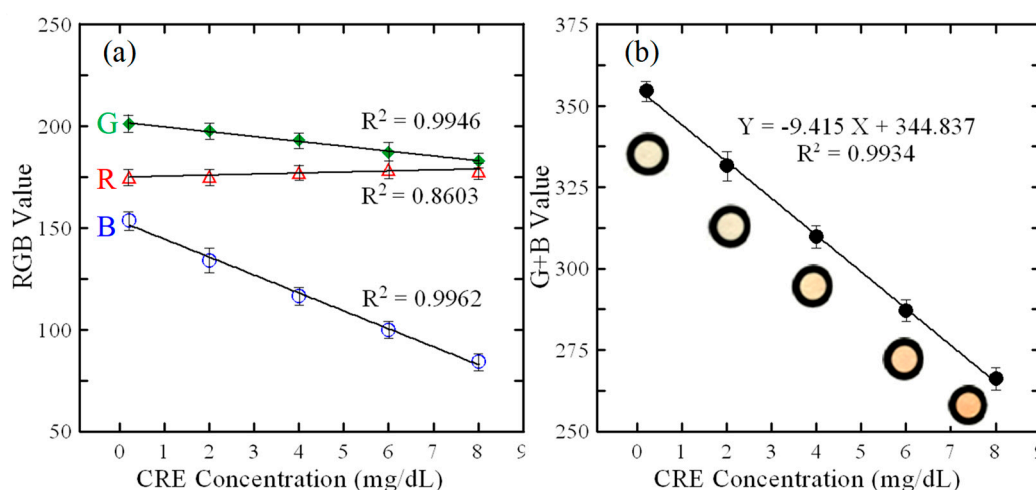 (a)
RGB Value
250
200
150
100
50
G
R
B
R² = 0.9946
R² = 0.8603
R² = 0.9962
0 1 2 3 4 5 6 7 8 9
CRE Concentration (mg/dL)
(b)
G+B Value
375
350
325
300
275
250
Y = -9.415 X + 344.837
R² = 0.9934
0 1 2 3 4 5 6 7 8 9
CRE Concentration (mg/dL)